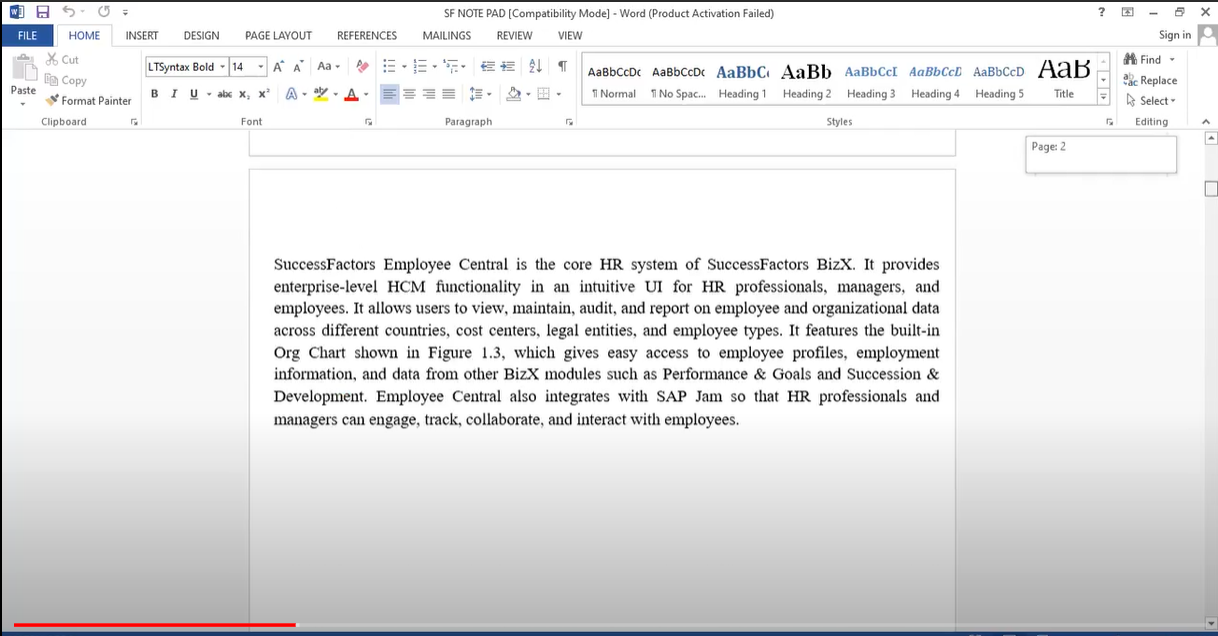 SF NOTE PAD [Compatibility Mode] - Word (Product Activation Failed)
FILE HOME INSERT DESIGN PAGE LAYOUT REFERENCES MAILINGS REVIEW VIEW Sign in
Paste
Cut
Copy
Format Painter
Clipboard
LTSyntax Bold 14
Font
Paragraph
AaBbCcDc AaBbCcDc AaBbC AaBb AaBbCcI AaBbCcD AaBbCcD AaB
¶ Normal ¶ No Spac... Heading 1 Heading 2 Heading 3 Heading 4 Heading 5 Title
Styles
Find
Replace
Select
Editing
Page: 2
SuccessFactors Employee Central is the core HR system of SuccessFactors BizX. It provides
enterprise-level HCM functionality in an intuitive UI for HR professionals, managers, and
employees. It allows users to view, maintain, audit, and report on employee and organizational data
across different countries, cost centers, legal entities, and employee types. It features the built-in
Org Chart shown in Figure 1.3, which gives easy access to employee profiles, employment
information, and data from other BizX modules such as Performance & Goals and Succession &
Development. Employee Central also integrates with SAP Jam so that HR professionals and
managers can engage, track, collaborate, and interact with employees.